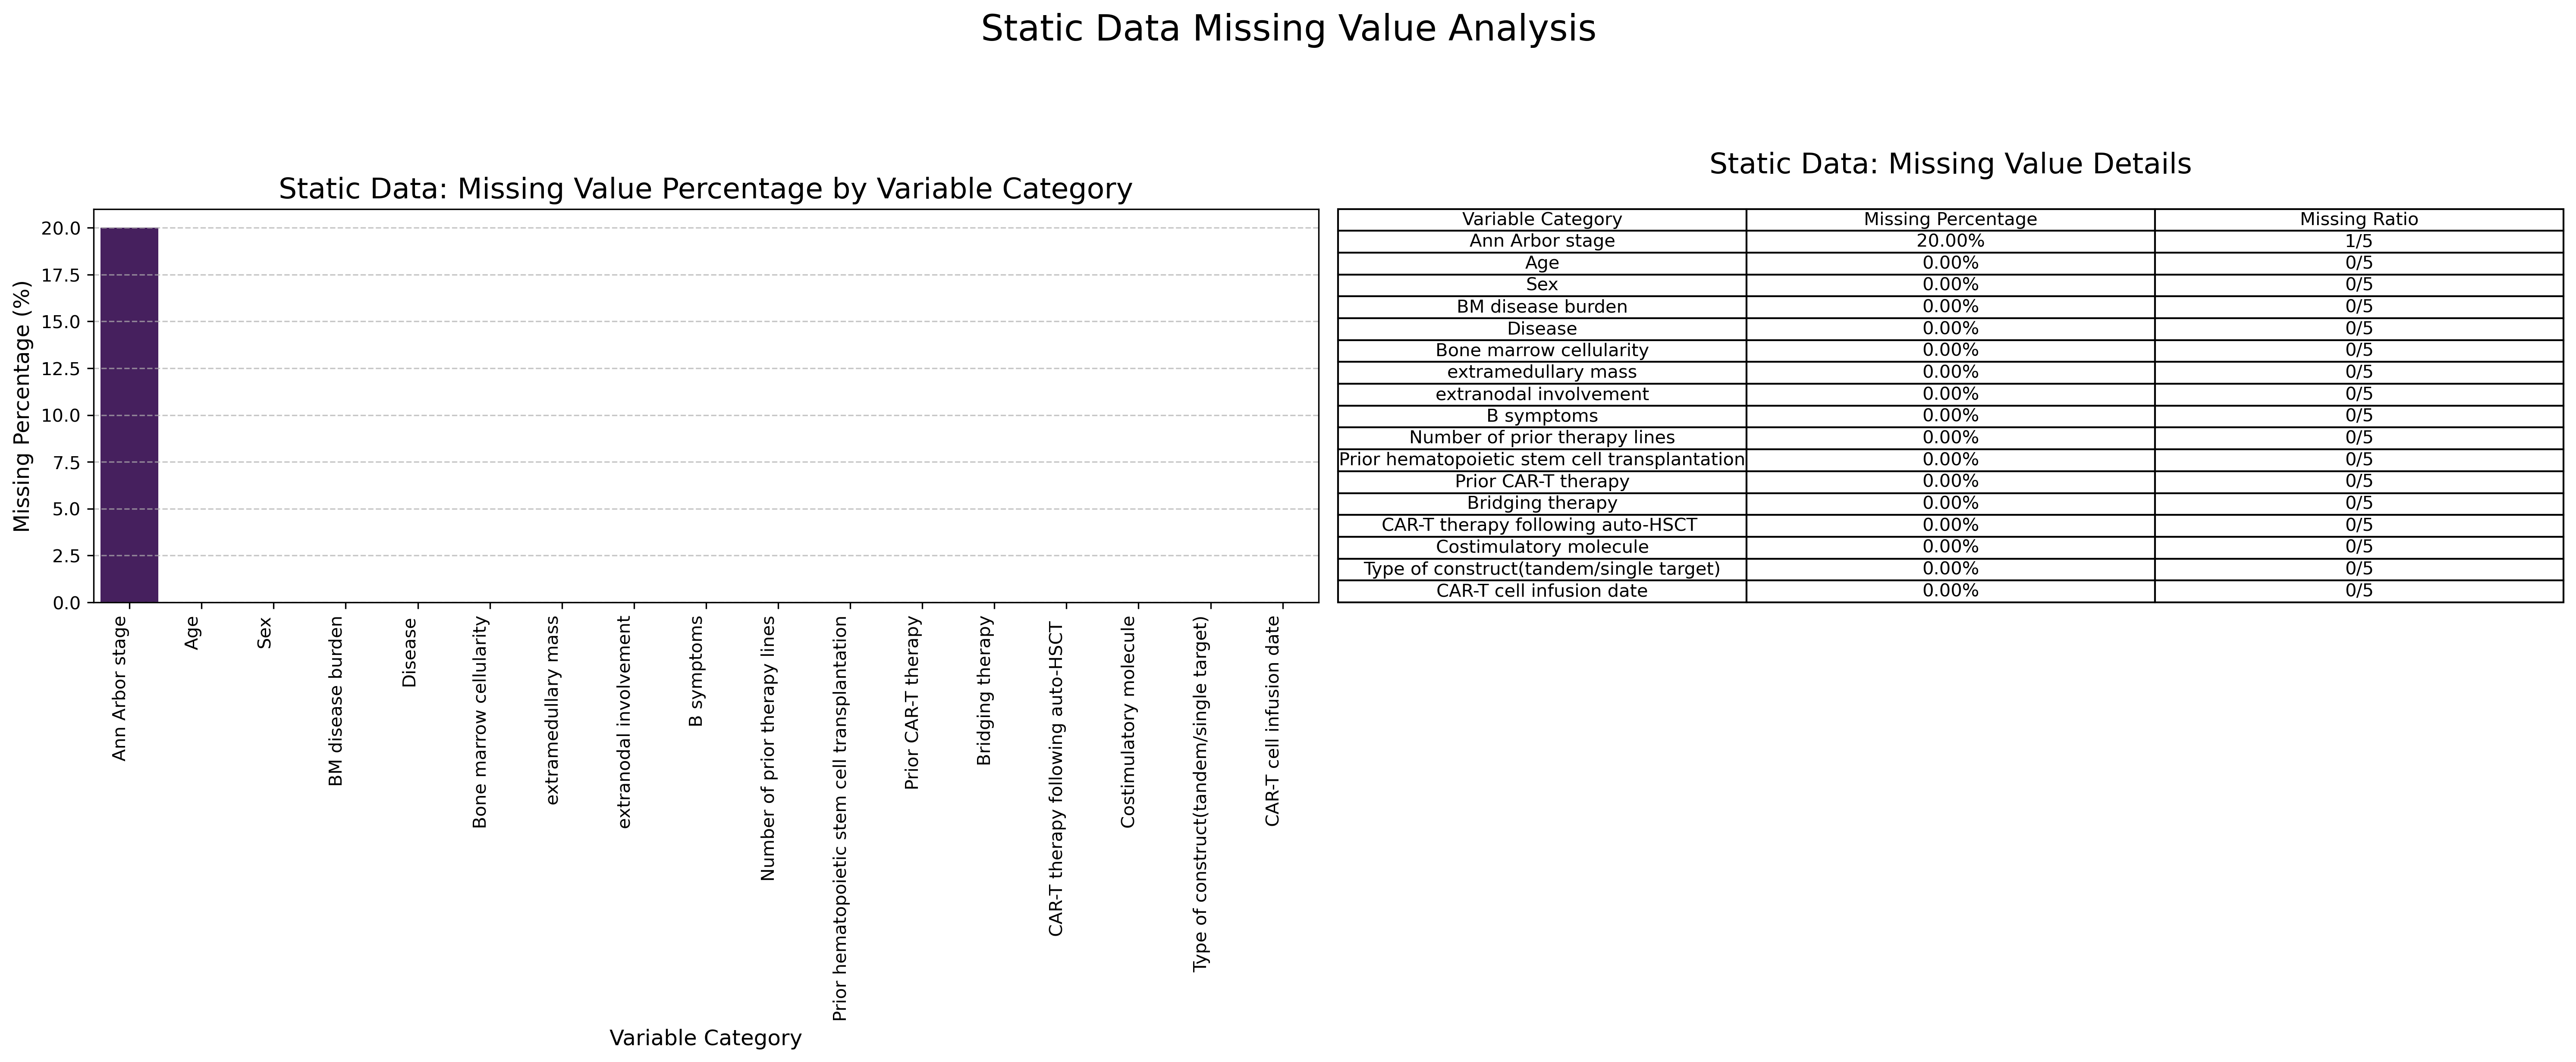 Static Data Missing Value Analysis
Static Data: Missing Value Percentage by Variable Category
Missing Percentage (%)
20.0
17.5
15.0
12.5
10.0
7.5
5.0
2.5
0.0
Ann Arbor stage
Age
Sex
BM disease burden
Disease
Bone marrow cellularity
extramedullary mass
extranodal involvement
B symptoms
Number of prior therapy lines
Prior hematopoietic stem cell transplantation
Prior CAR-T therapy
Bridging therapy
CAR-T therapy following auto-HSCT
Costimulatory molecule
Type of construct(tandem/single target)
CAR-T cell infusion date
Variable Category
Static Data: Missing Value Details
Variable Category Missing Percentage Missing Ratio
Ann Arbor stage 20.00% 1/5
Age 0.00% 0/5
Sex 0.00% 0/5
BM disease burden 0.00% 0/5
Disease 0.00% 0/5
Bone marrow cellularity 0.00% 0/5
extramedullary mass 0.00% 0/5
extranodal involvement 0.00% 0/5
B symptoms 0.00% 0/5
Number of prior therapy lines 0.00% 0/5
Prior hematopoietic stem cell transplantation 0.00% 0/5
Prior CAR-T therapy 0.00% 0/5
Bridging therapy 0.00% 0/5
CAR-T therapy following auto-HSCT 0.00% 0/5
Costimulatory molecule 0.00% 0/5
Type of construct(tandem/single target) 0.00% 0/5
CAR-T cell infusion date 0.00% 0/5